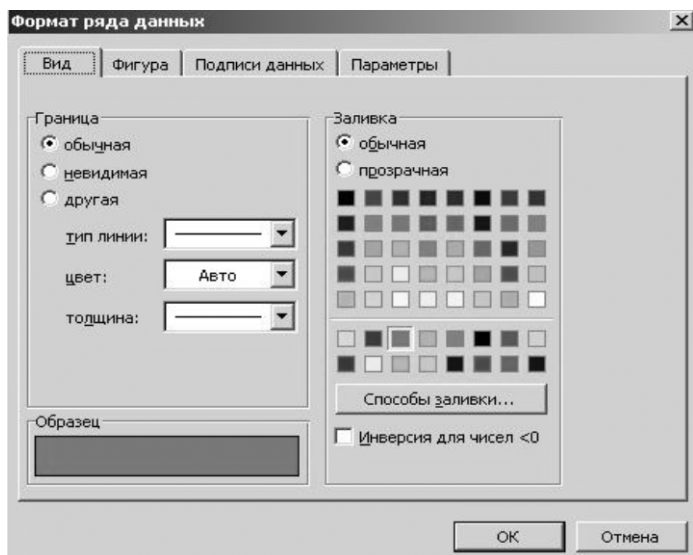 Формат ряда данных
Вид Фигура Подписи данных Параметры
Граница
обычная
невидимая
другая
тип линии:
цвет: Авто
толщина:
Образец
Заливка
обычная
прозрачная
Способы заливки...
Инверсия для чисел <0
ОК Отмена